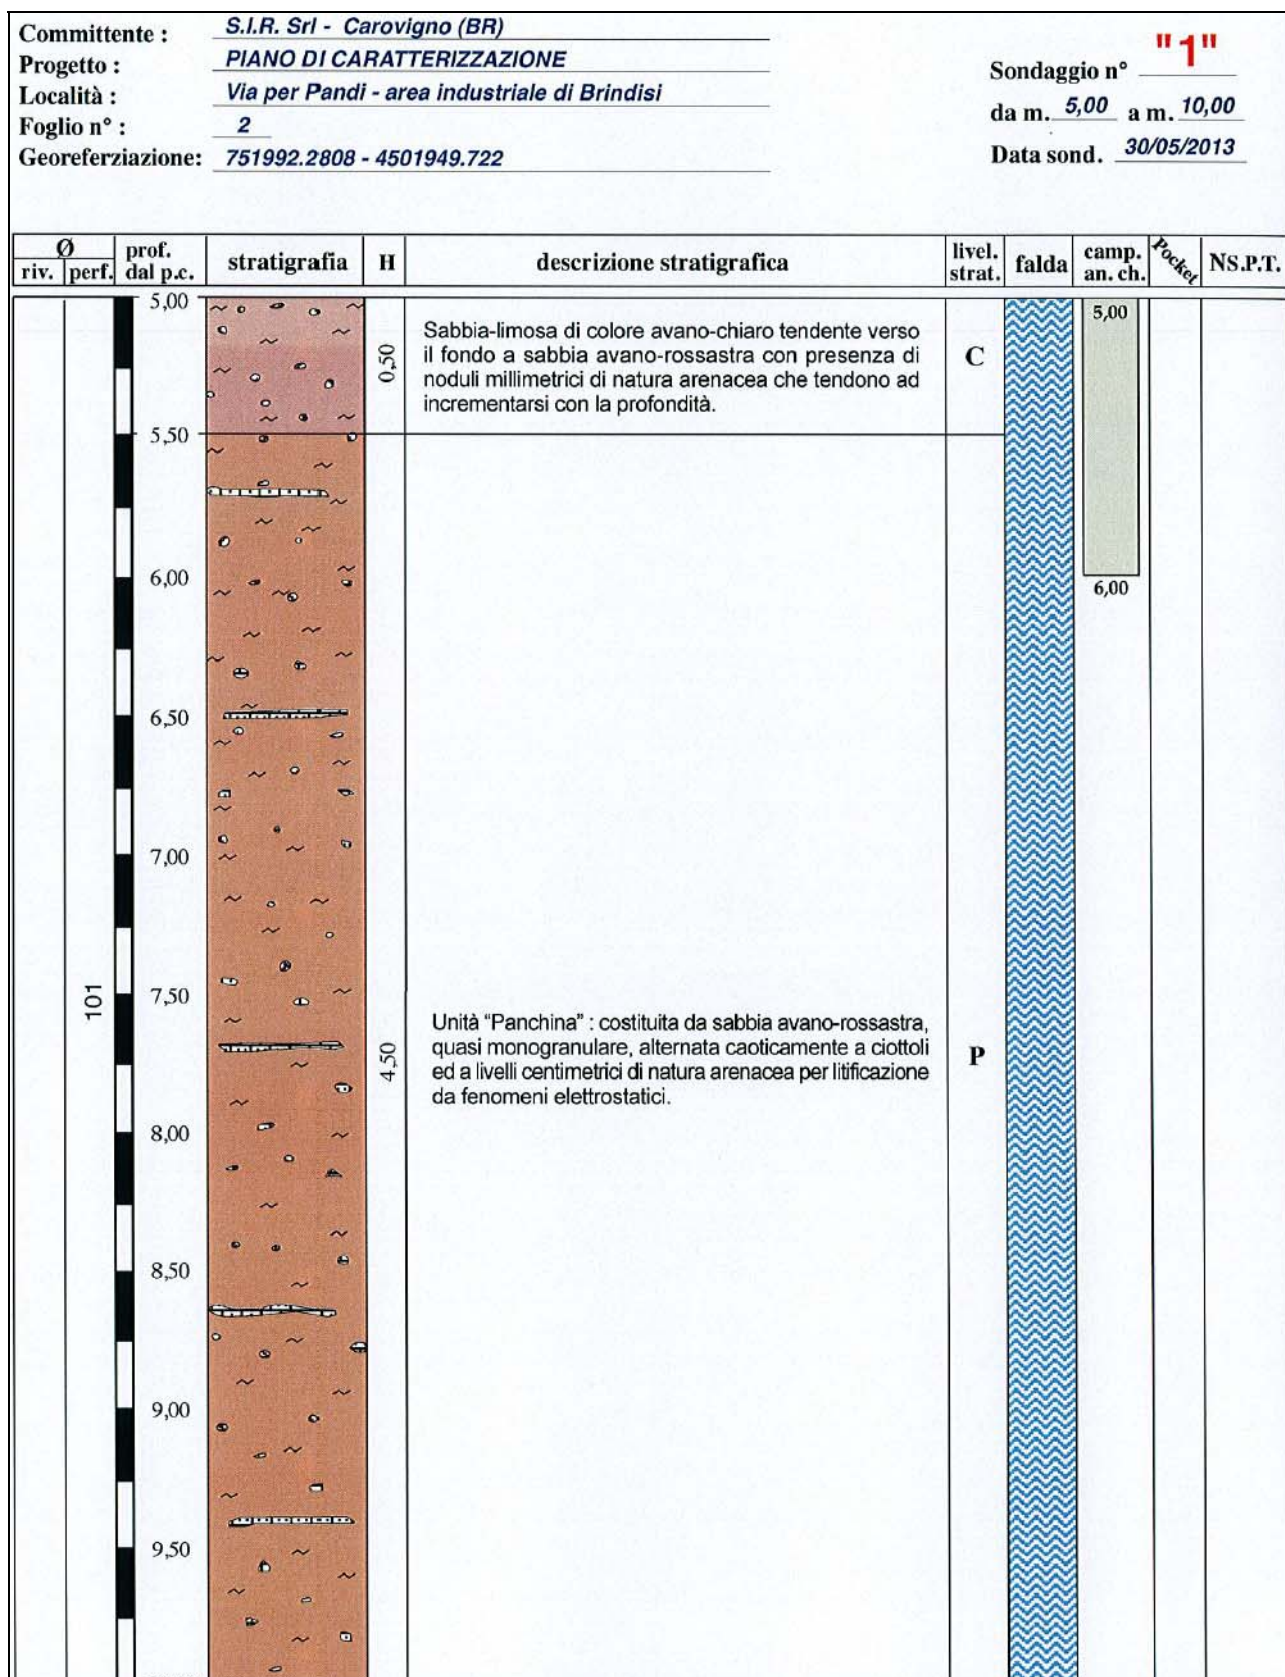 Committente : S.I.R. Srl - Carovigno (BR)
Progetto : PIANO DI CARATTERIZZAZIONE
Località : Via per Pandi - area industriale di Brindisi
Foglio n° : 2
Georeferziazione: 751992.2808 - 4501949.722
Sondaggio n° "1"
da m. 5,00 a m. 10,00
Data sond. 30/05/2013
Ø
riv. perf.
prof.
dal p.c.
stratigrafia
H
descrizione stratigrafica
livel.
strat.
falda
camp.
an. ch.
Pocket
NS.P.T.
5,00
0,50
Sabbia-limosa di colore avano-chiaro tendente verso
il fondo a sabbia avano-rossastra con presenza di
noduli millimetrici di natura arenacea che tendono ad
incrementarsi con la profondità.
C
5,00
5,50
6,00
6,00
6,50
7,00
7,50
101
4,50
Unità "Panchina" : costituita da sabbia avano-rossastra,
quasi monogranulare, alternata caoticamente a ciottoli
ed a livelli centimetrici di natura arenacea per litificazione
da fenomeni elettrostatici.
P
8,00
8,50
9,00
9,50